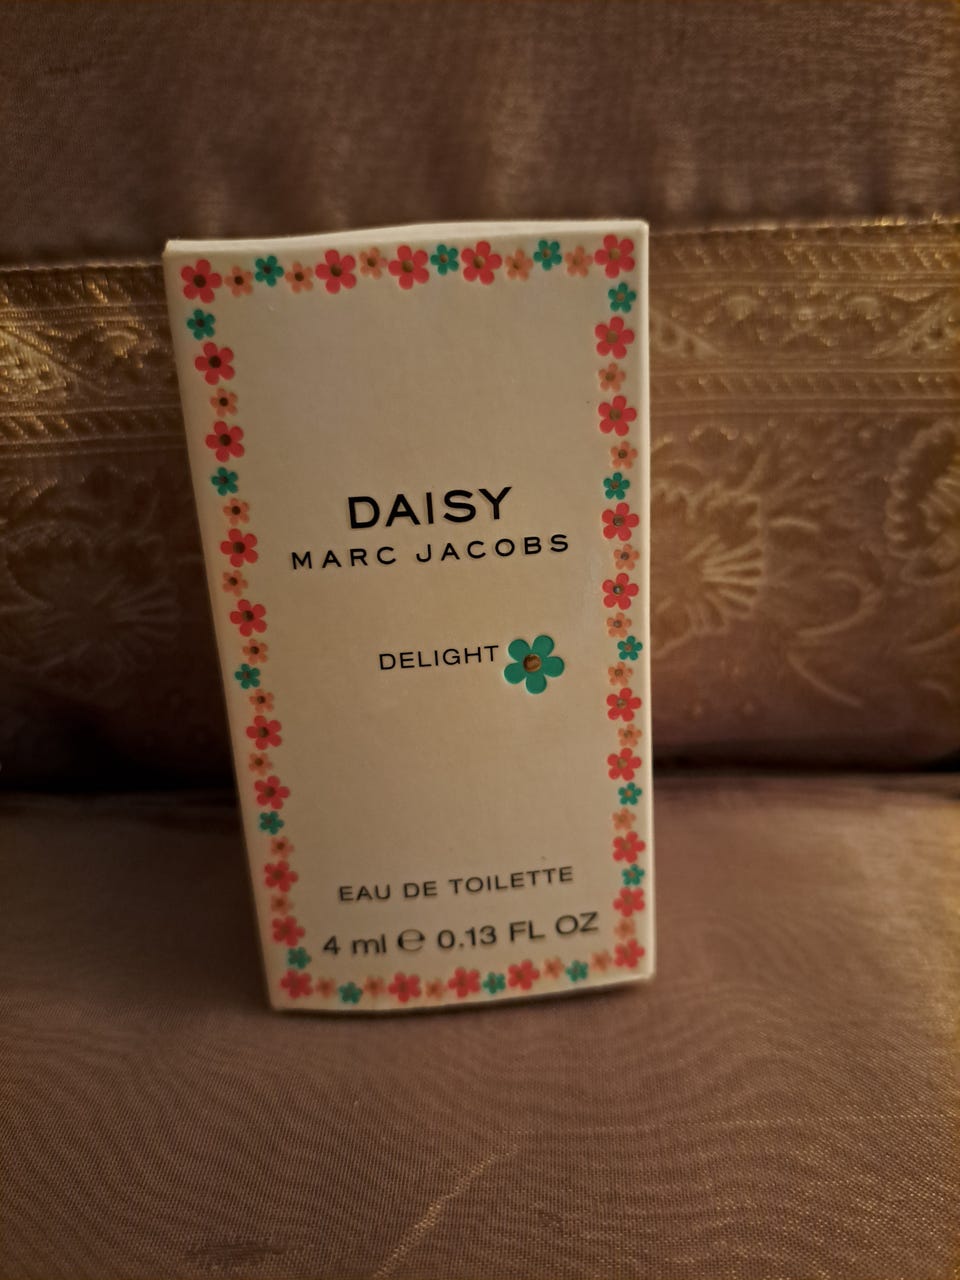 DAISY
MARC JACOBS
DELIGHT
EAU DE TOILETTE
4 ml ℮ 0.13 FL OZ